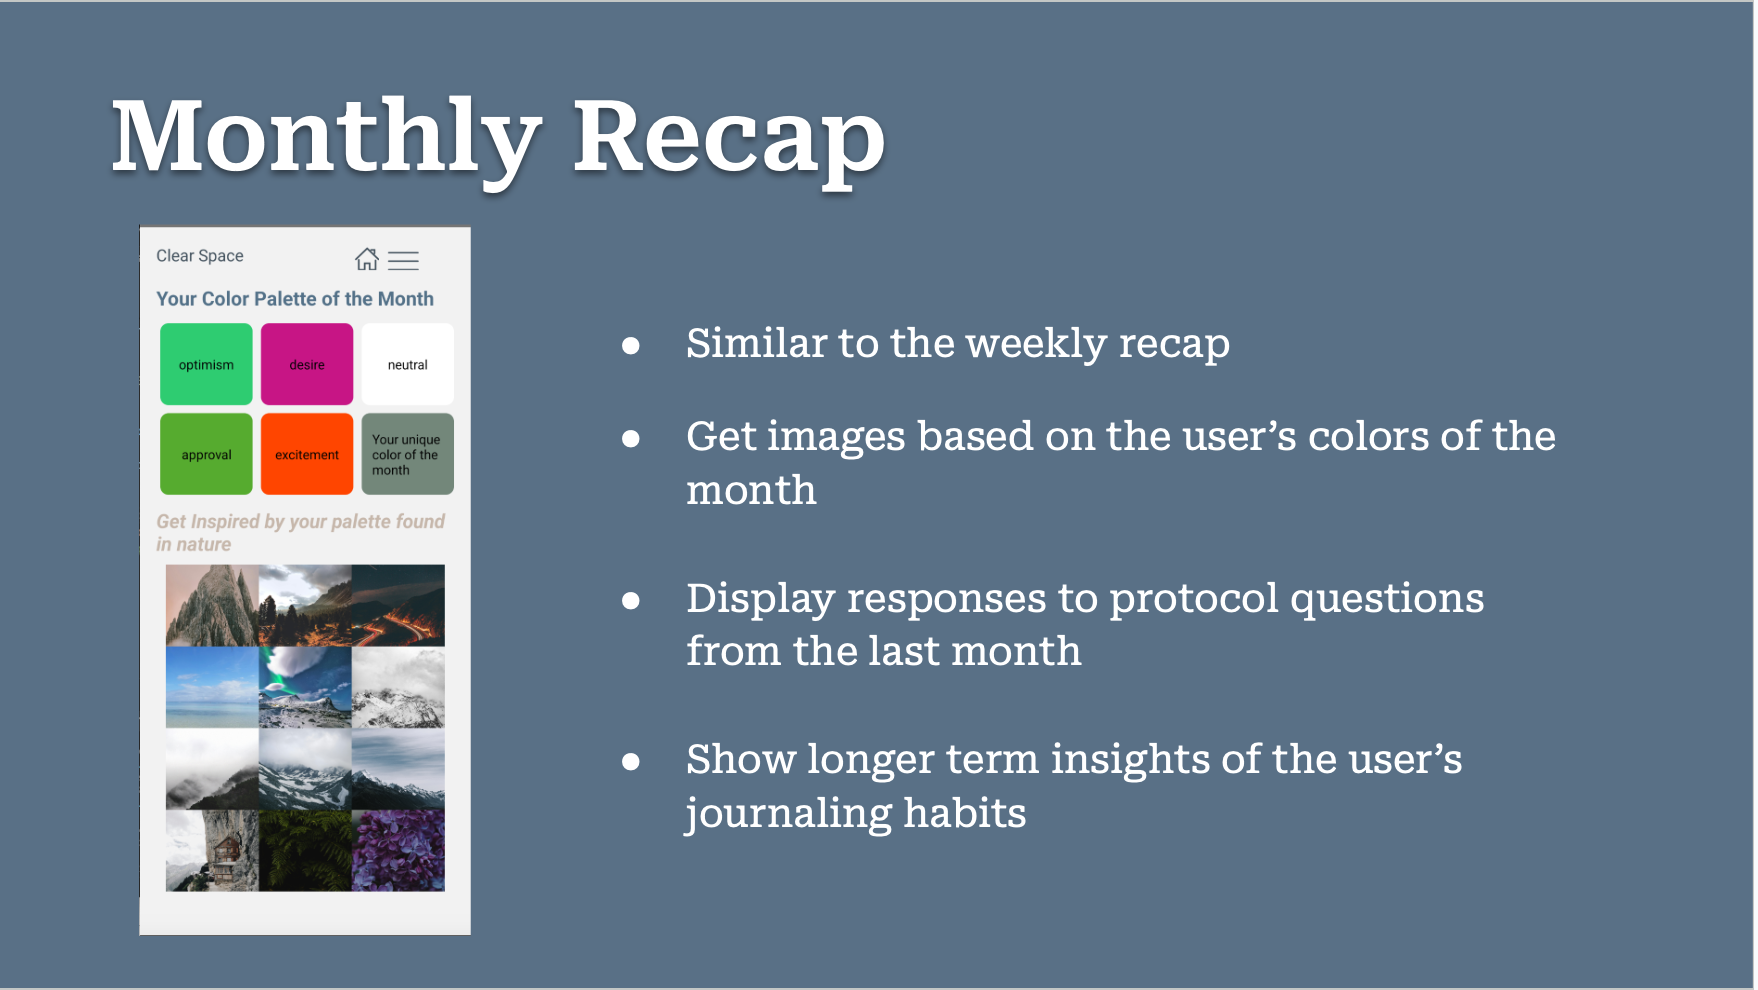 Monthly Recap
Clear Space
Your Color Palette of the Month
optimism
desire
neutral
approval
excitement
Your unique
color of the
month
Get Inspired by your palette found
in nature
● Similar to the weekly recap
● Get images based on the user’s colors of the
month
● Display responses to protocol questions
from the last month
● Show longer term insights of the user’s
journaling habits